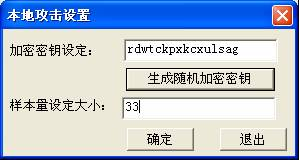 本地攻击设置
加密密钥设定： rdwtckpxkcxulsag
生成随机加密密钥
样本量设定大小： 33
确定 退出